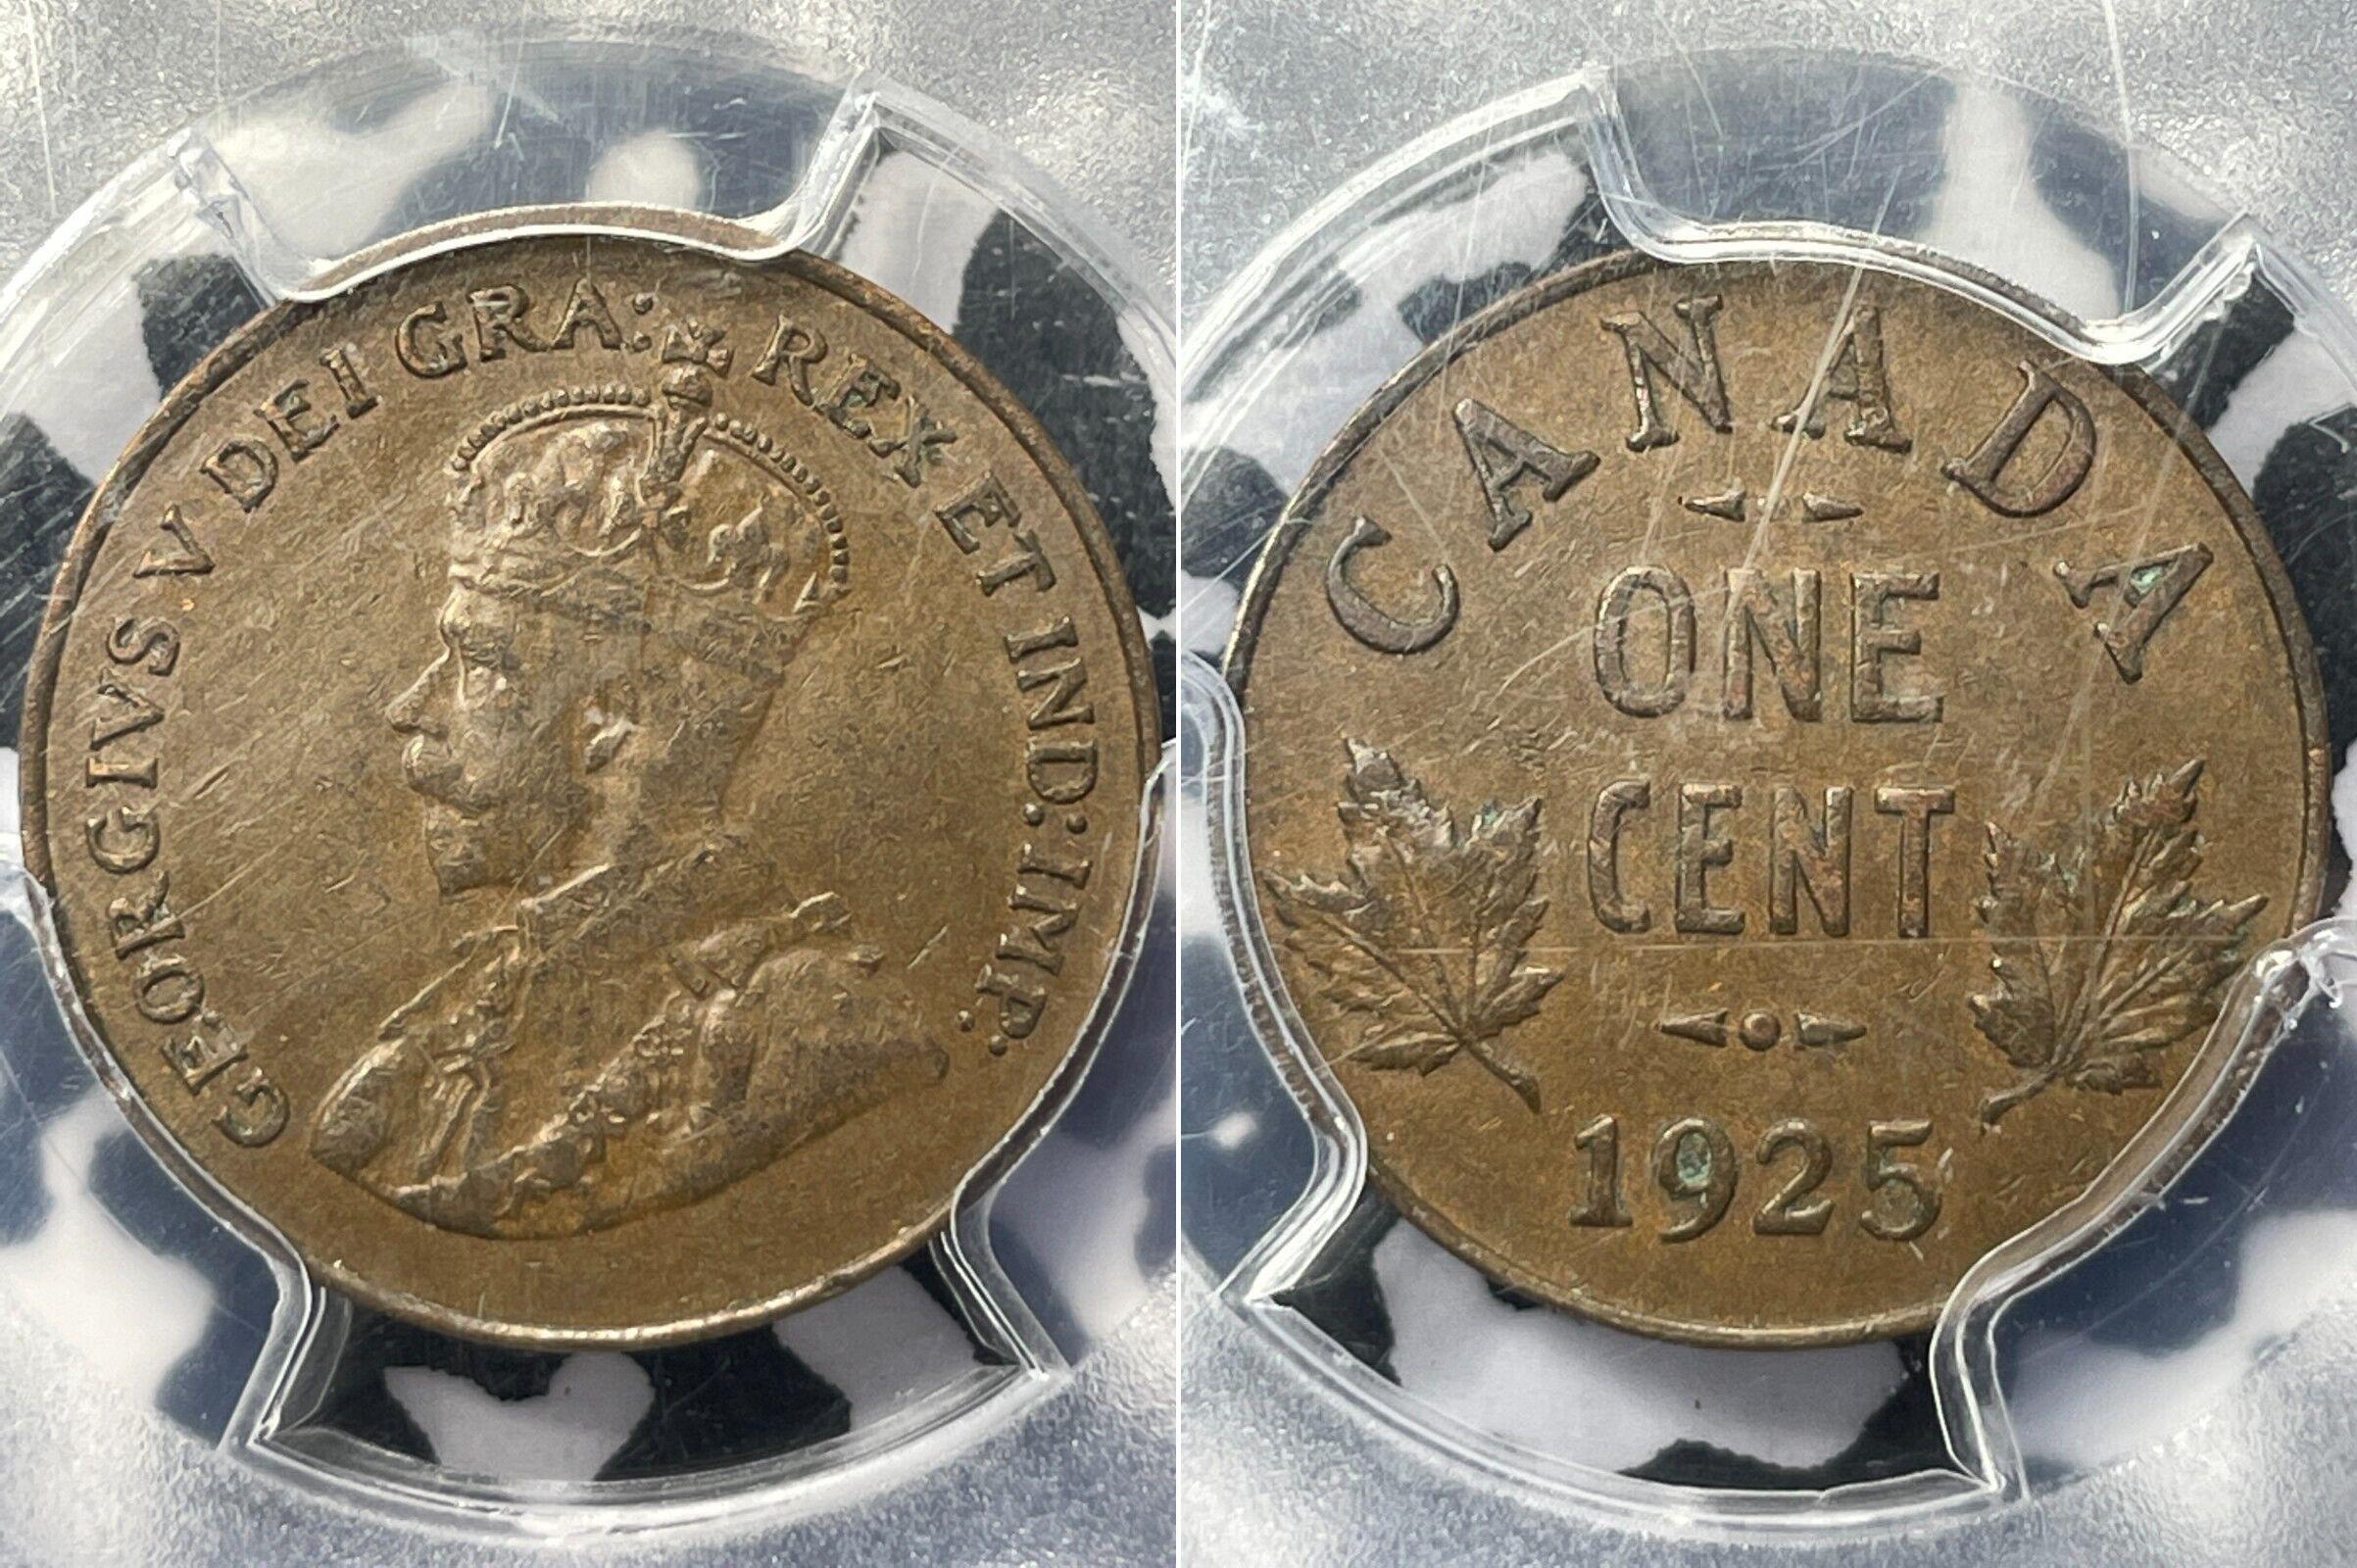 GEORGIVS V DEI GRA: REX ET IND: IMP:
CANADA
ONE
CENT
1925